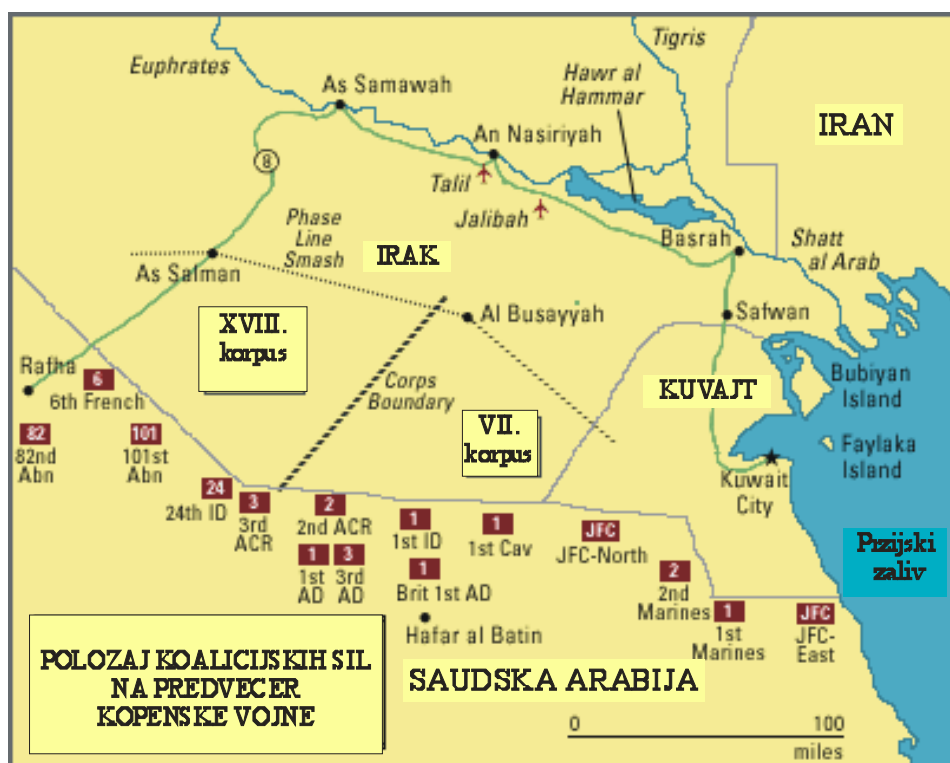 Tigris
Euphrates
Hawr al
Hammar
As Samawah
IRAN
An Nasiriyah
8
Talil
Jalibah
Phase
Line
Smash
IRAK
Basrah
Shatt
al Arab
As Salman
XVIII.
korpus
Al Busayyah
Safwan
Rafha
6
6th French
Corps
Boundary
KUVAJT
Bubiyan
Island
VII.
korpus
82
82nd
Abn
101
101st
Abn
Faylaka
Island
Kuwait
City
24
24th ID
3
3rd
ACR
2
2nd ACR
1
1st ID
1
1st Cav
JFC
JFC-North
Przijski
zaliv
1
1st
AD
3
3rd
AD
1
Brit 1st AD
2
2nd
Marines
1
1st
Marines
JFC
JFC-
East
Hafar al Batin
POLOZAJ KOALICIJSKIH SIL
NA PREDVECER
KOPENSKE VOJNE
SAUDSKA ARABIJA
0 100
miles